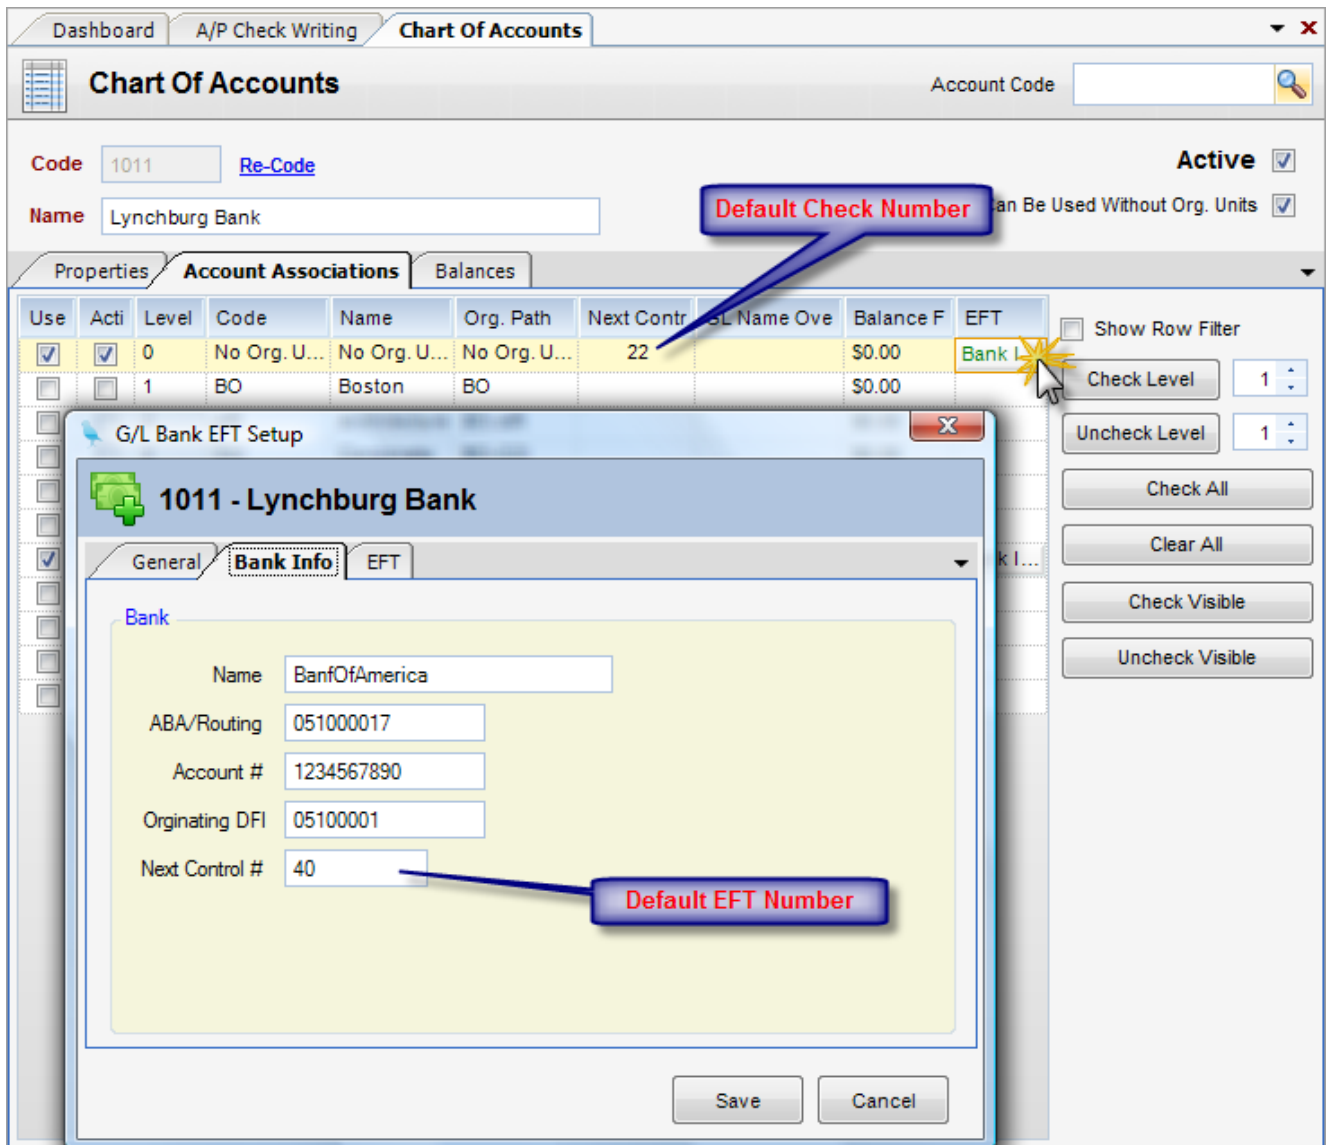 Dashboard A/P Check Writing Chart Of Accounts
Chart Of Accounts Account Code
Code 1011 Re-Code Active
Name Lynchburg Bank Default Check Number an Be Used Without Org. Units
Properties Account Associations Balances
Use Acti Level Code Name Org. Path Next Contr GL Name Ove Balance F EFT Show Row Filter
0 No Org. U... No Org. U... No Org. U... 22 $0.00 Bank I...
Check Level 1
1 BO Boston BO $0.00
G/L Bank EFT Setup
Uncheck Level 1
1011 - Lynchburg Bank
Check All
Clear All
General Bank Info EFT k I...
Check Visible
Bank
Uncheck Visible
Name BanfOfAmerica
ABA/Routing 051000017
Account # 1234567890
Orginating DFI 05100001
Next Control # 40
Default EFT Number
Save Cancel